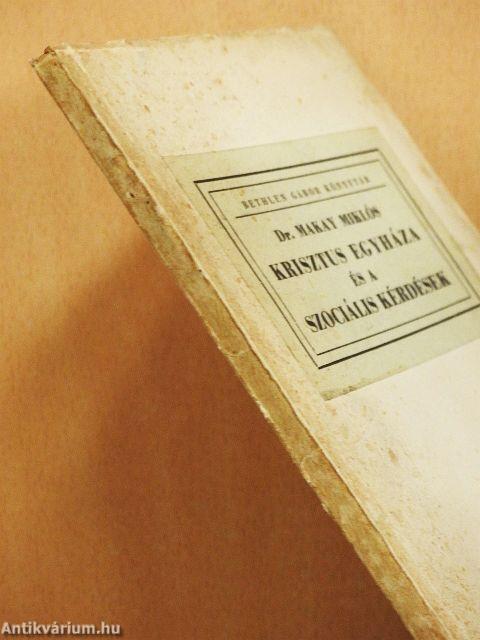 BETHLEN GÁBOR KÖNYVTÁR
Dr. MAKAY MIKLÓS
KRISZTUS EGYHÁZA
ÉS A
SZOCIÁLIS KÉRDÉSEK
Antikvárium.hu